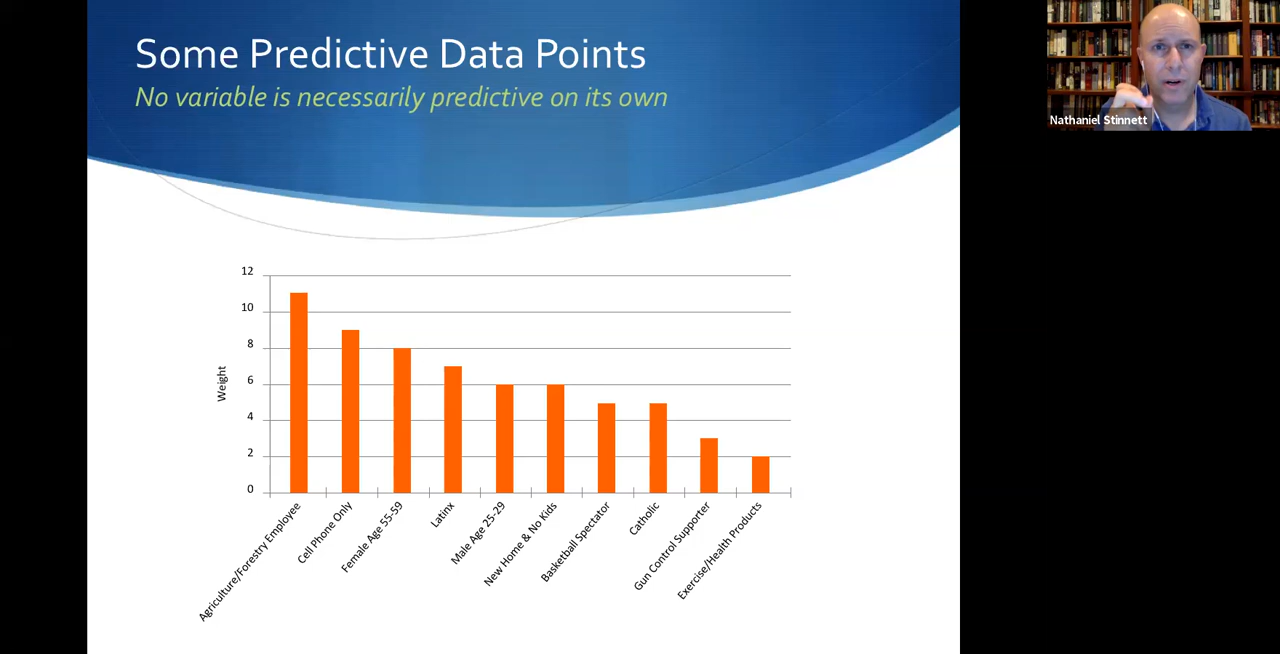 Some Predictive Data Points
No variable is necessarily predictive on its own
Nathaniel Stinnett
12
10
8
6
4
2
0
Weight
Agriculture/Forestry Employee
Cell Phone Only
Female Age 55-59
Latinx
Male Age 25-29
New Home & No Kids
Basketball Spectator
Catholic
Gun Control Supporter
Exercise/Health Products